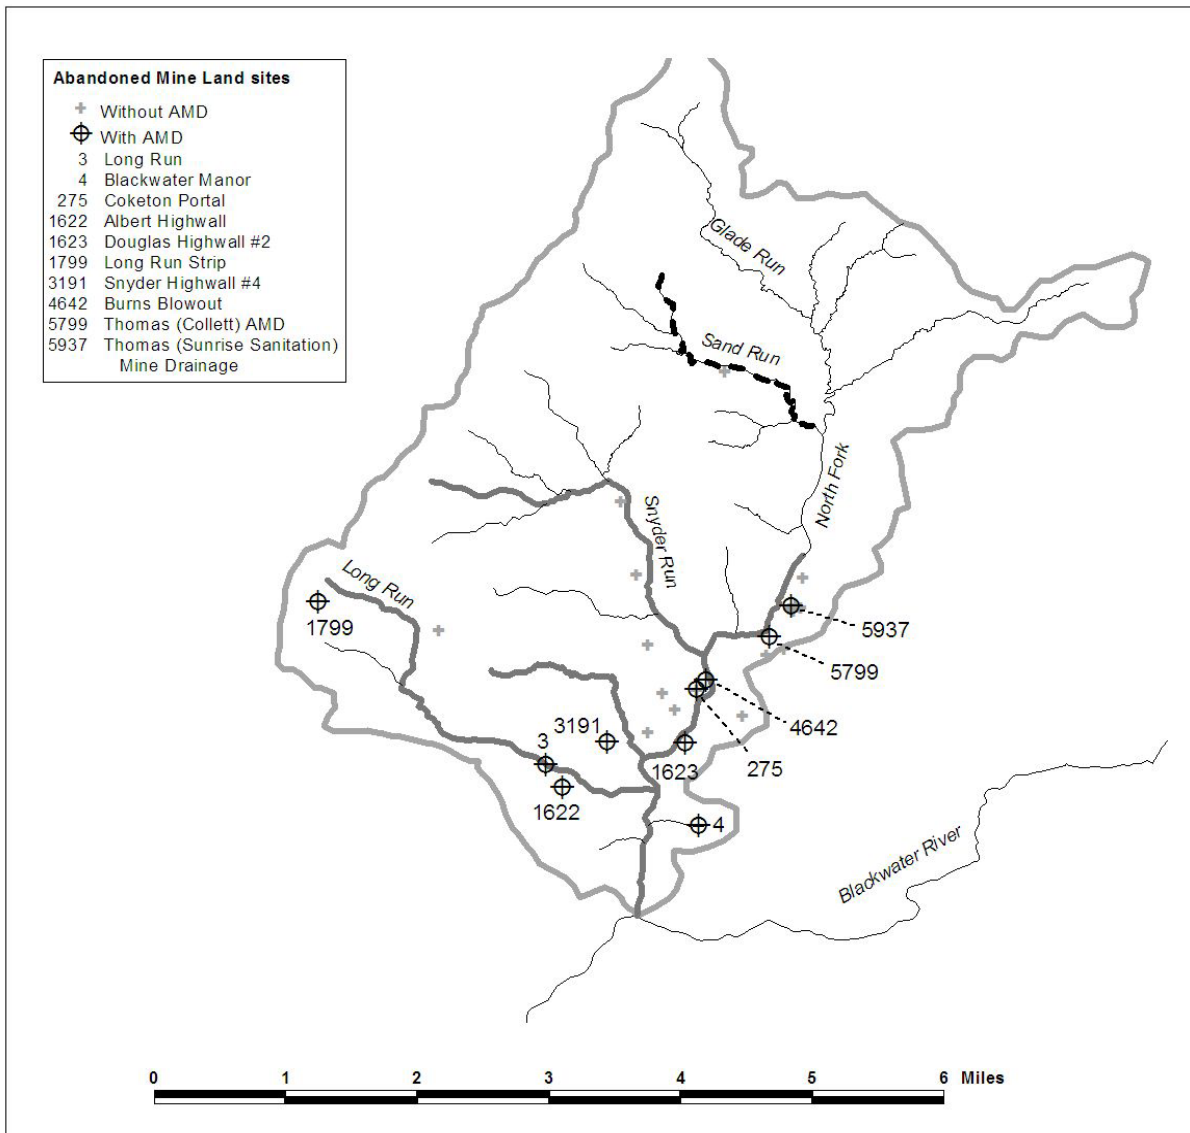 Abandoned Mine Land sites
Without AMD
With AMD
3 Long Run
4 Blackwater Manor
275 Coketon Portal
1622 Albert Highwall
1623 Douglas Highwall #2
1799 Long Run Strip
3191 Snyder Highwall #4
4642 Burns Blowout
5799 Thomas (Collett) AMD
5937 Thomas (Sunrise Sanitation)
Mine Drainage
Glade Run
Sand Run
North Fork
Snyder Run
Long Run
1799
5937
5799
4642
3191
3
1623
275
1622
4
Blackwater River
0 1 2 3 4 5 6 Miles